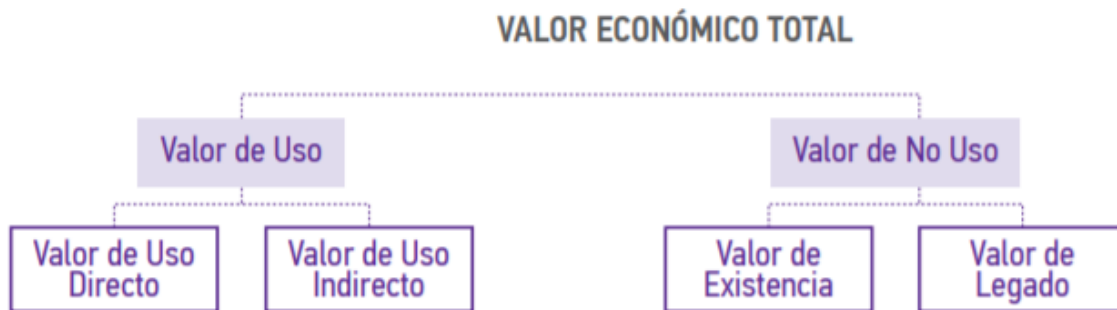 VALOR ECONÓMICO TOTAL
Valor de Uso
Valor de No Uso
Valor de Uso
Directo
Valor de Uso
Indirecto
Valor de
Existencia
Valor de
Legado